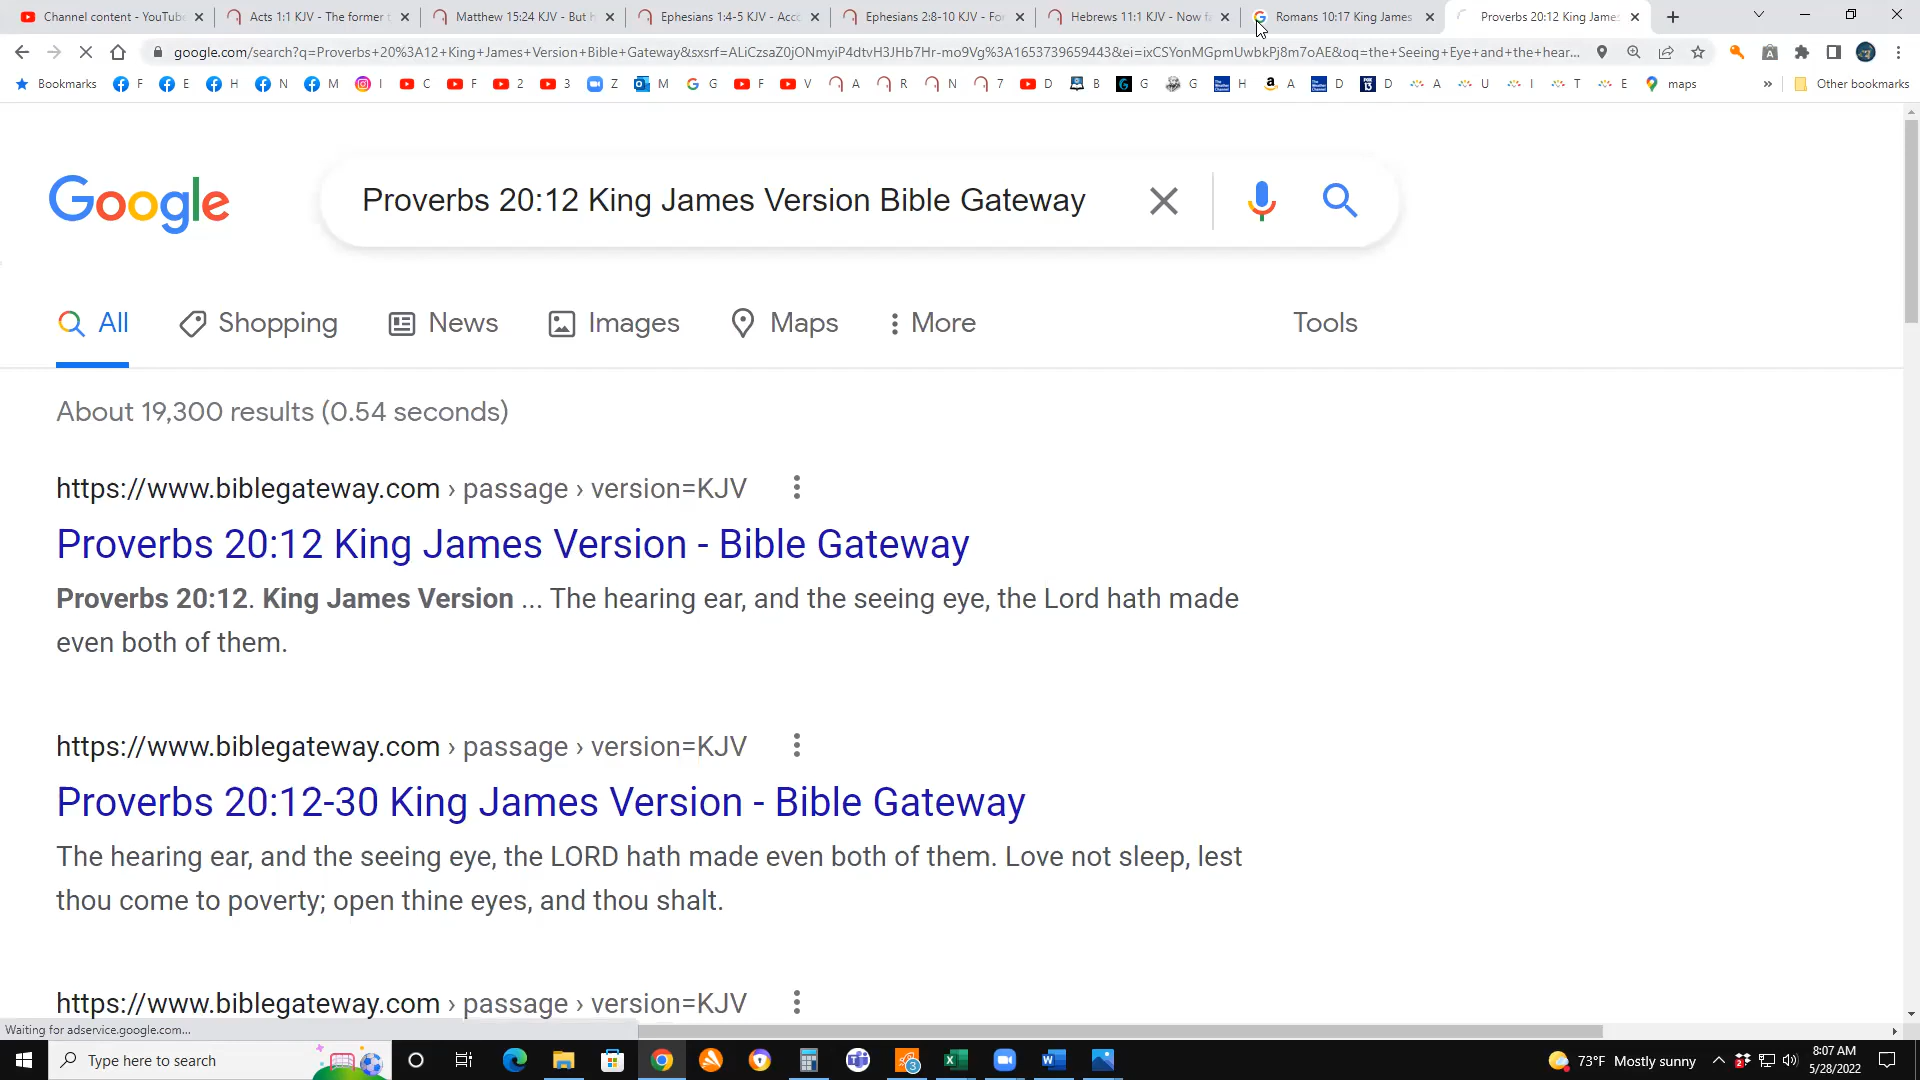 Channel content - YouTube
Acts 1:1 KJV - The former t
Matthew 15:24 KJV - But h
Ephesians 1:4-5 KJV - Acco
Ephesians 2:8-10 KJV - For
Hebrews 11:1 KJV - Now fa
Romans 10:17 King James
Proverbs 20:12 King James
google.com/search?q=Proverbs+20%3A12+King+James+Version+Bible+Gateway&sxsrf=ALiCzsaZ0jONmyiP4dtvH3JHb7Hr-mo9Vg%3A1653739659443&ei=ixCSYonMGpmUwbkPj8m7oAE&oq=the+Seeing+Eye+and+the+hear...
Bookmarks F E H N M I C F 2 3 Z M G F V A R N 7 D B G G H A D D A U I T E maps » Other bookmarks
Google
Proverbs 20:12 King James Version Bible Gateway
All Shopping News Images Maps More Tools
About 19,300 results (0.54 seconds)
https://www.biblegateway.com › passage › version=KJV
Proverbs 20:12 King James Version - Bible Gateway
Proverbs 20:12. King James Version ... The hearing ear, and the seeing eye, the Lord hath made
even both of them.
https://www.biblegateway.com › passage › version=KJV
Proverbs 20:12-30 King James Version - Bible Gateway
The hearing ear, and the seeing eye, the LORD hath made even both of them. Love not sleep, lest
thou come to poverty; open thine eyes, and thou shalt.
https://www.biblegateway.com › passage › version=KJV
Waiting for adservice.google.com...
Type here to search
3
73°F Mostly sunny
8:07 AM
5/28/2022